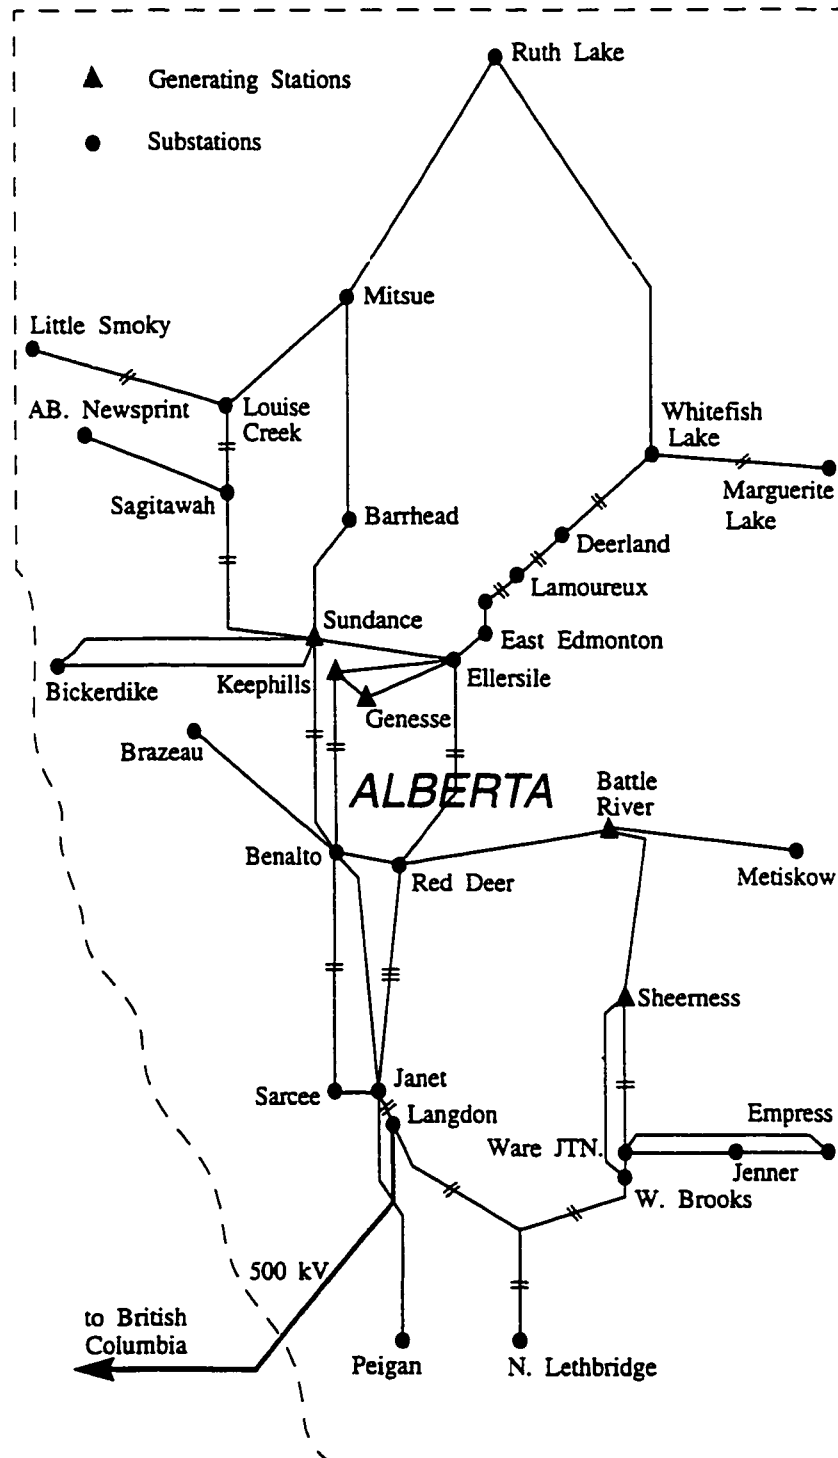 Ruth Lake
Generating Stations
Substations
Mitsue
Little Smoky
AB. Newsprint
Louise
Creek
Whitefish
Lake
Sagitawah
Marguerite
Lake
Barrhead
Deerland
Lamoureux
Sundance
East Edmonton
Bickerdike
Keephills
Ellersile
Genesse
Brazeau
ALBERTA
Battle
River
Benalto
Red Deer
Metiskow
Sheerness
Sarcee
Janet
Langdon
Empress
Ware JTN.
Jenner
W. Brooks
500 kV
to British
Columbia
Peigan
N. Lethbridge